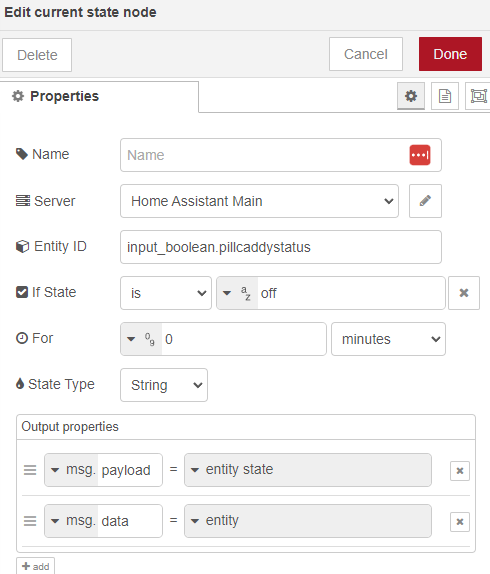 Edit current state node
Delete
Cancel
Done
Properties
Name
Name
Server
Home Assistant Main
Entity ID
input_boolean.pillcaddystatus
If State
is
a
z
off
For
0
9
0
minutes
State Type
String
Output properties
msg. payload = entity state
msg. data = entity
+ add